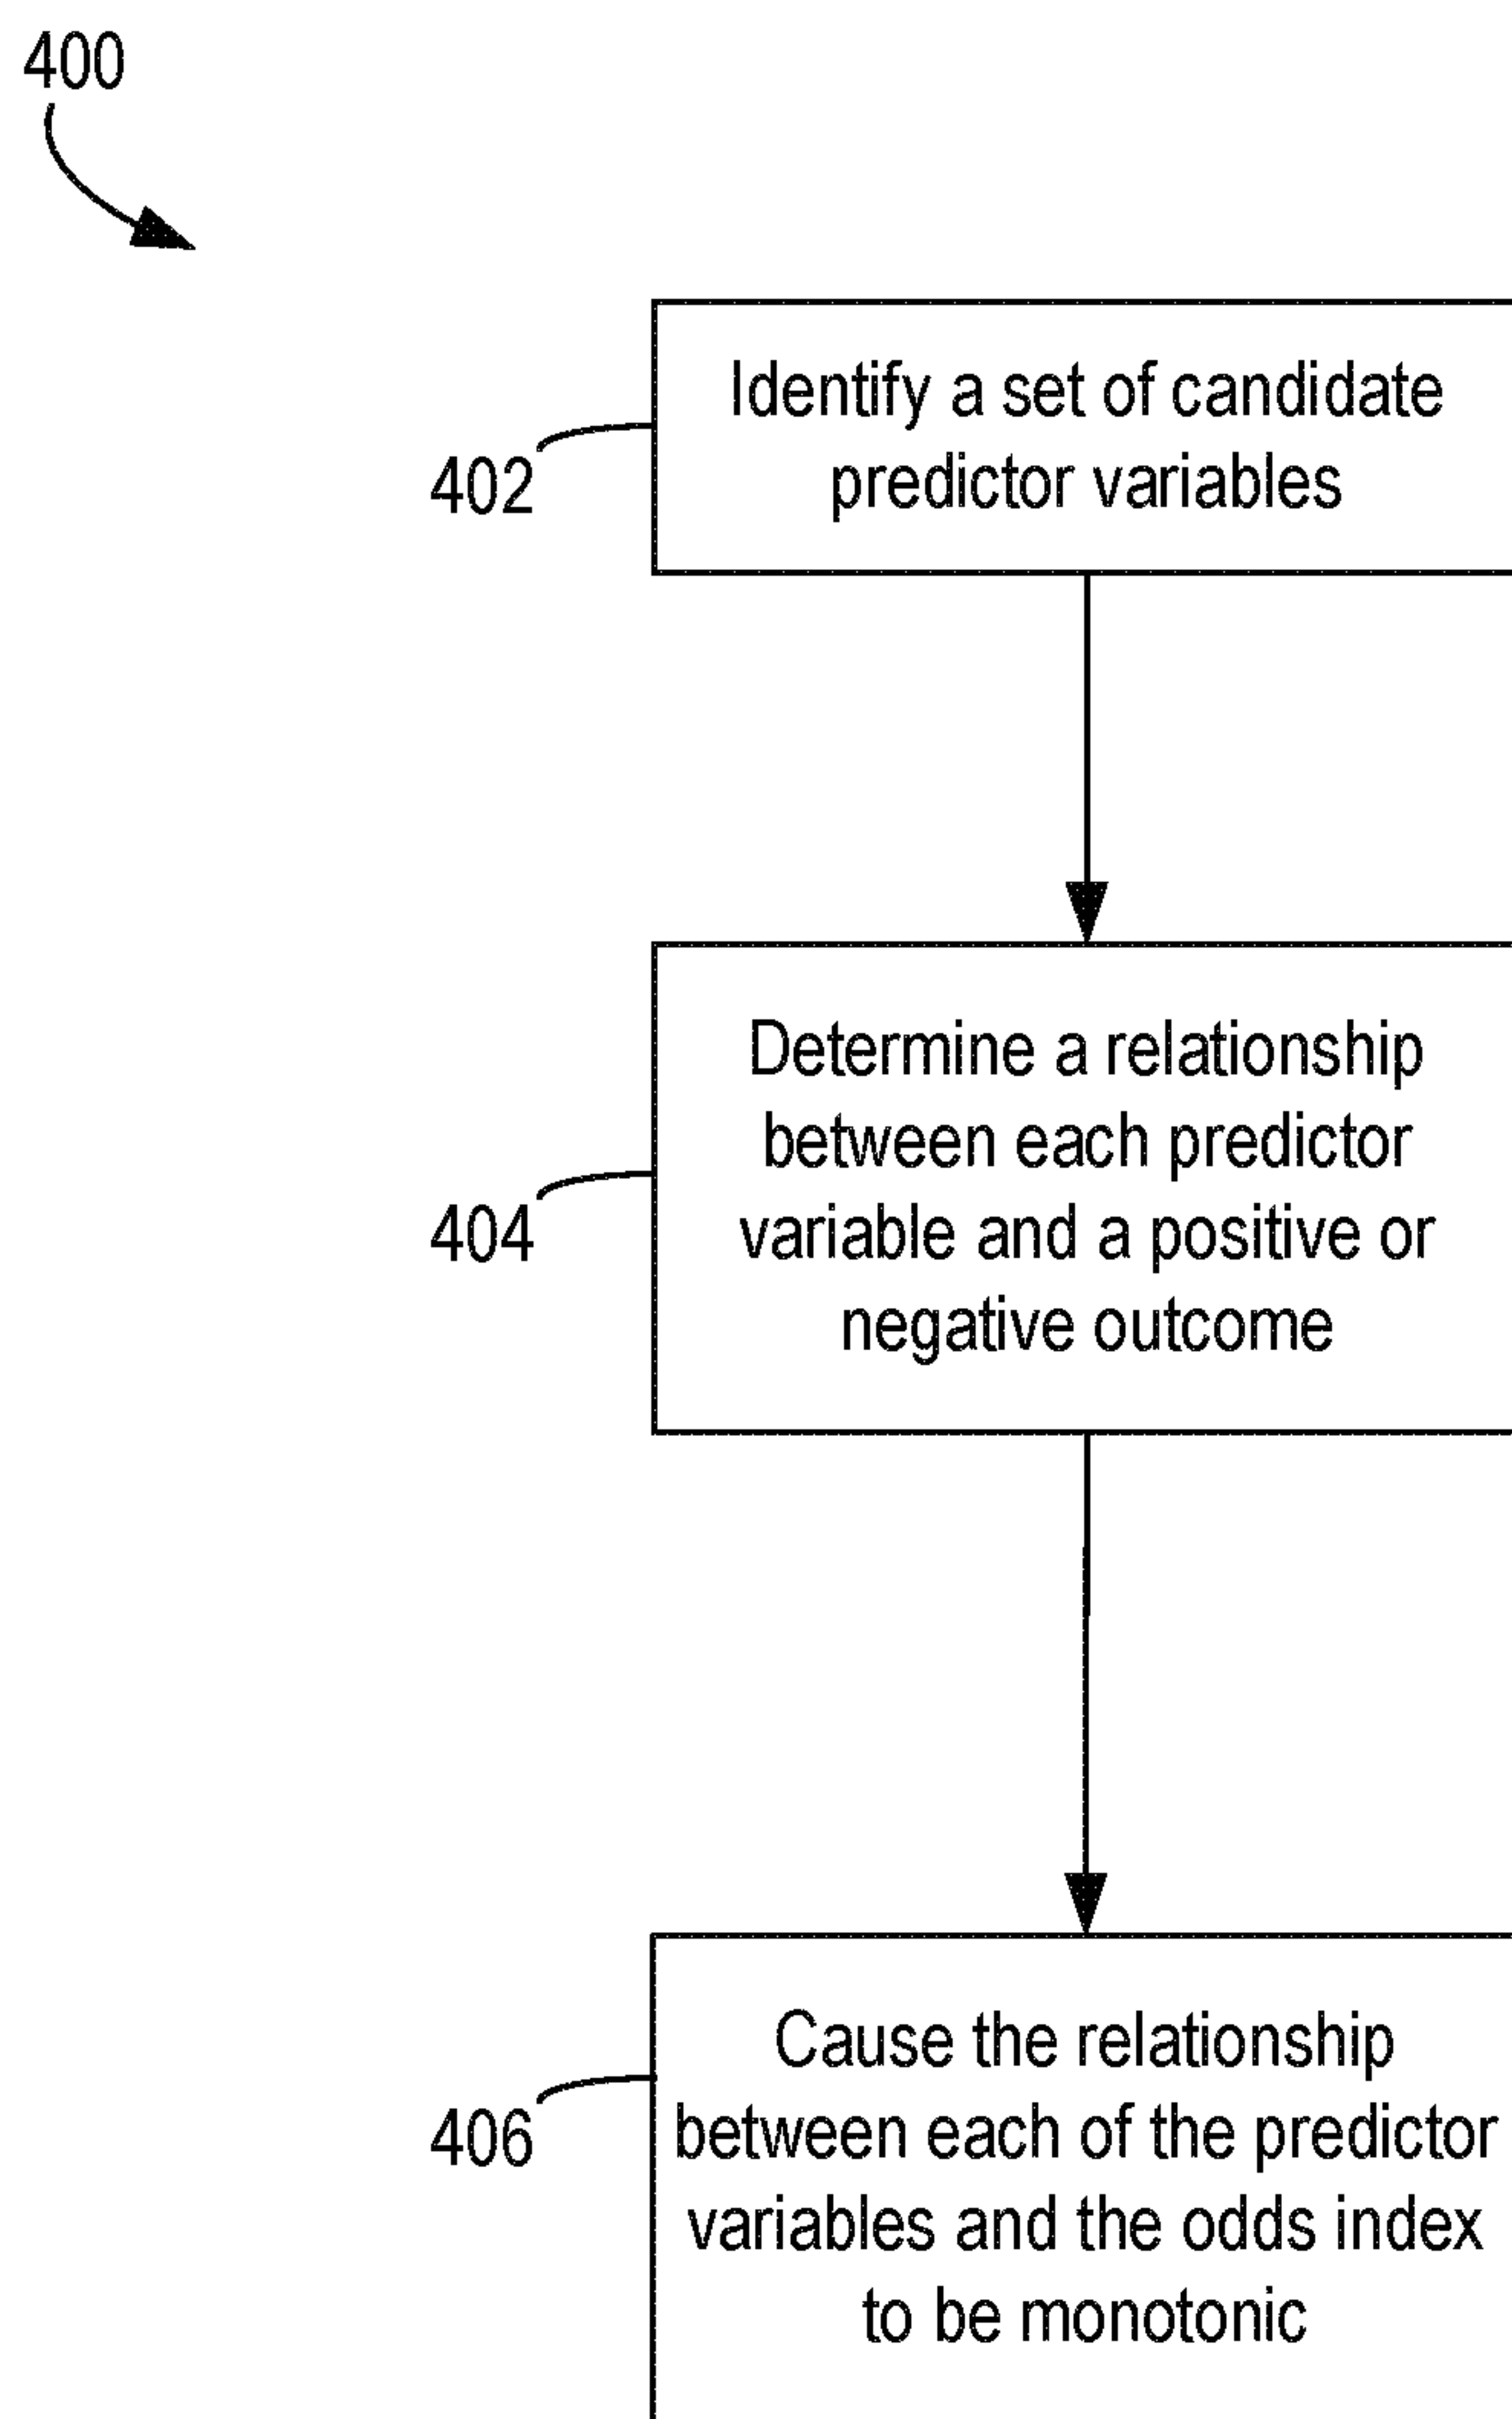 400
Identify a set of candidate
predictor variables
402
Determine a relationship
between each predictor
variable and a positive or
negative outcome
404
Cause the relationship
between each of the predictor
variables and the odds index
to be monotonic
406